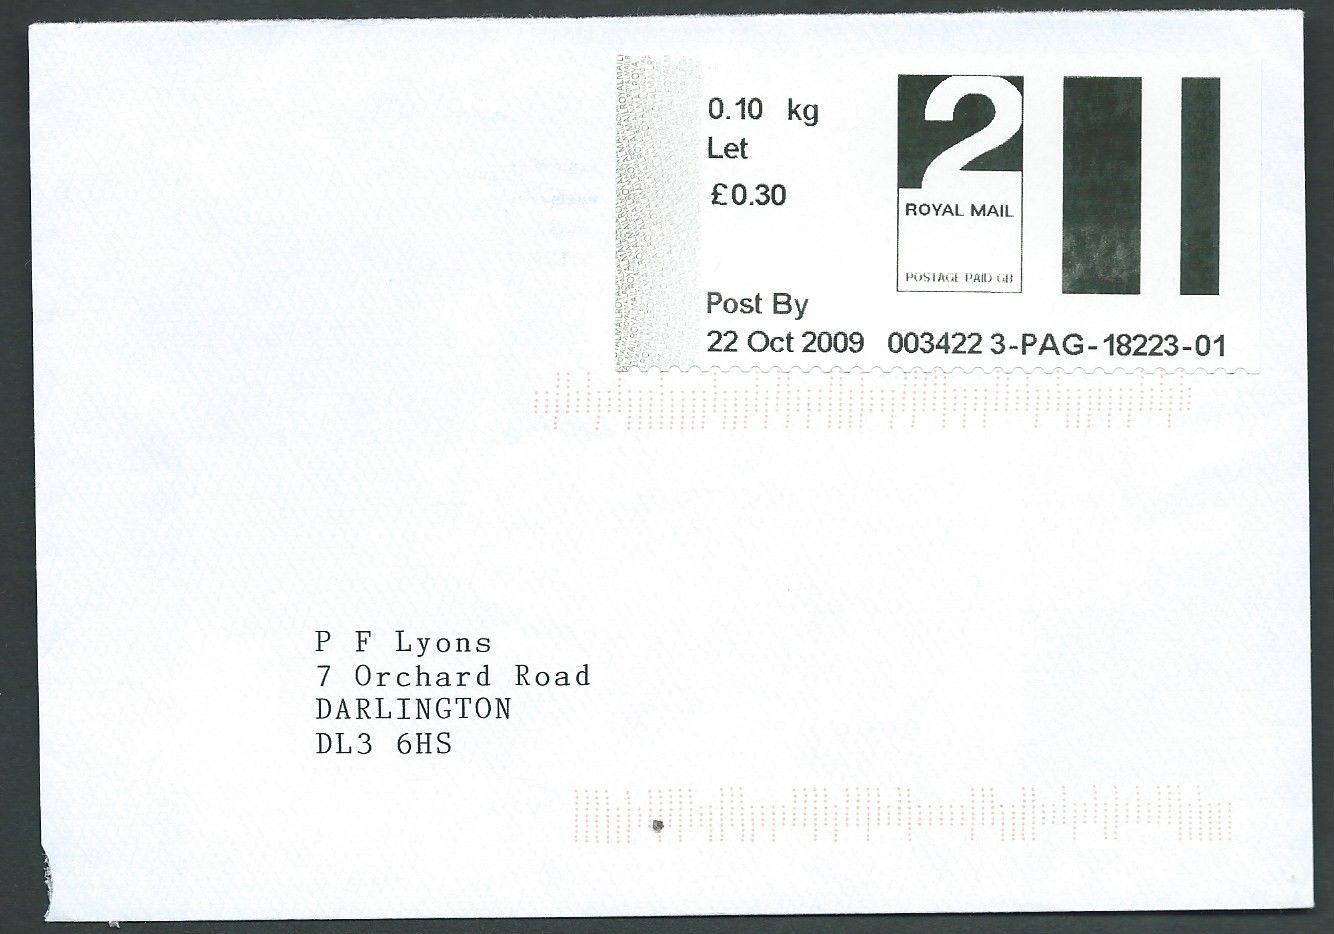 0.10 kg
Let
£0.30
2
ROYAL MAIL
POSTAGE PAID GB
Post By
22 Oct 2009 003422 3-PAG-18223-01
P F Lyons
7 Orchard Road
DARLINGTON
DL3 6HS